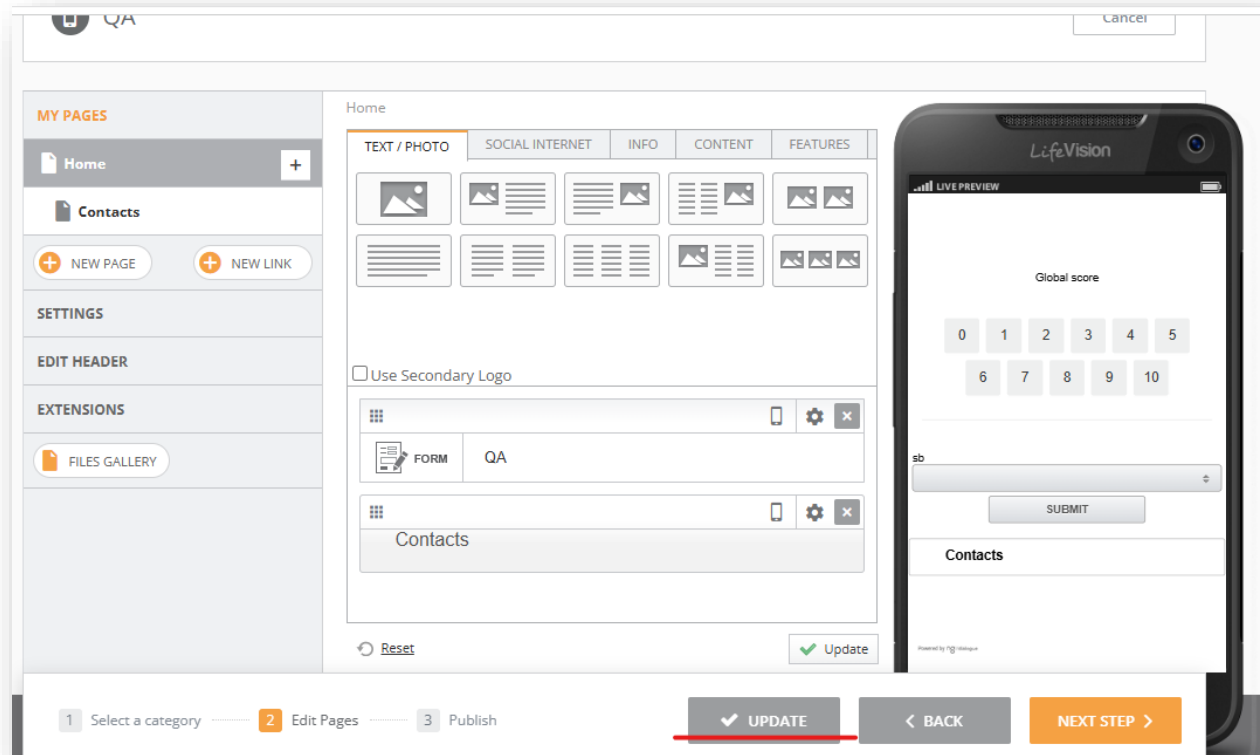 QA
Cancel
MY PAGES
Home
+
Contacts
NEW PAGE
NEW LINK
SETTINGS
EDIT HEADER
EXTENSIONS
FILES GALLERY
Home
TEXT / PHOTO
SOCIAL INTERNET
INFO
CONTENT
FEATURES
Use Secondary Logo
FORM
QA
Contacts
Reset
Update
LifeVision
LIVE PREVIEW
Global score
0 1 2 3 4 5
6 7 8 9 10
sb
SUBMIT
Contacts
Powered by
1 Select a category
2 Edit Pages
3 Publish
UPDATE
BACK
NEXT STEP